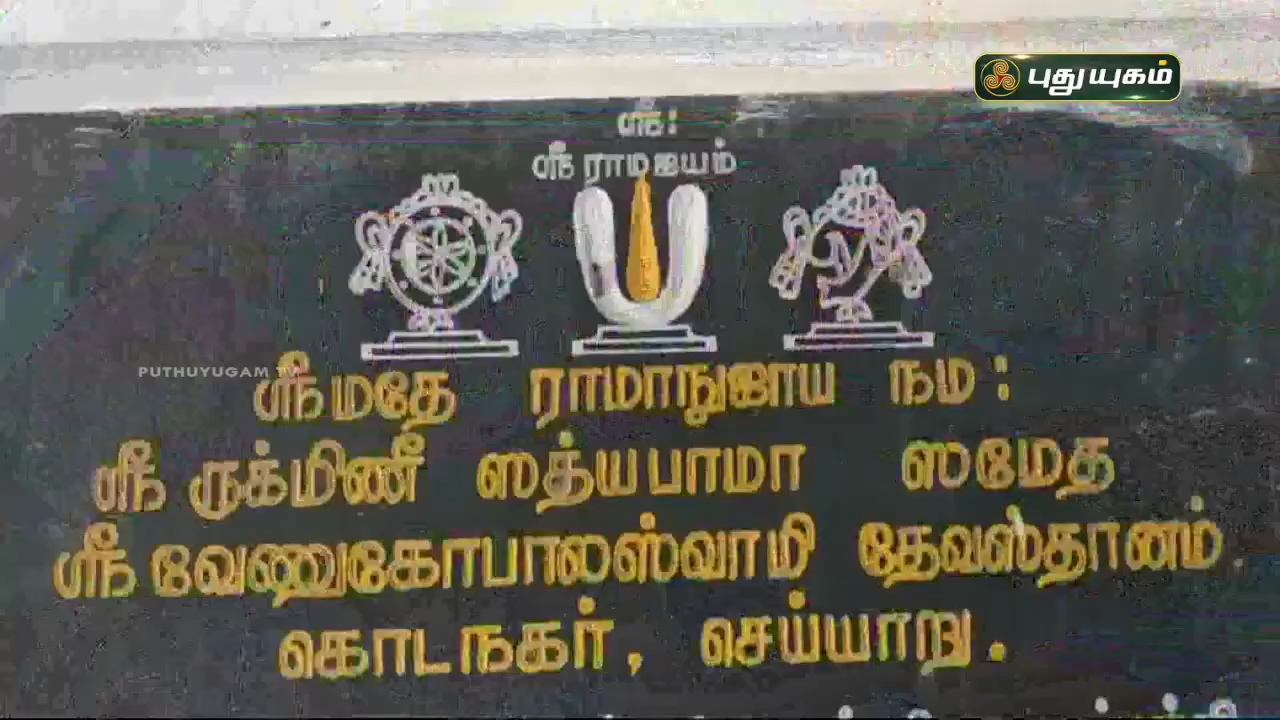 புதுயுகம்
ஸ்ரீ:
ஸ்ரீ ராமஜயம்
PUTHUYUGAM TV
ஸ்ரீமதே ராமாநுஜாய நம:
ஸ்ரீ ருக்மிணீ ஸத்யபாமா ஸமேத
ஸ்ரீ வேணுகோபாலஸ்வாமி தேவஸ்தானம்.
கொடநகர், செய்யாறு.